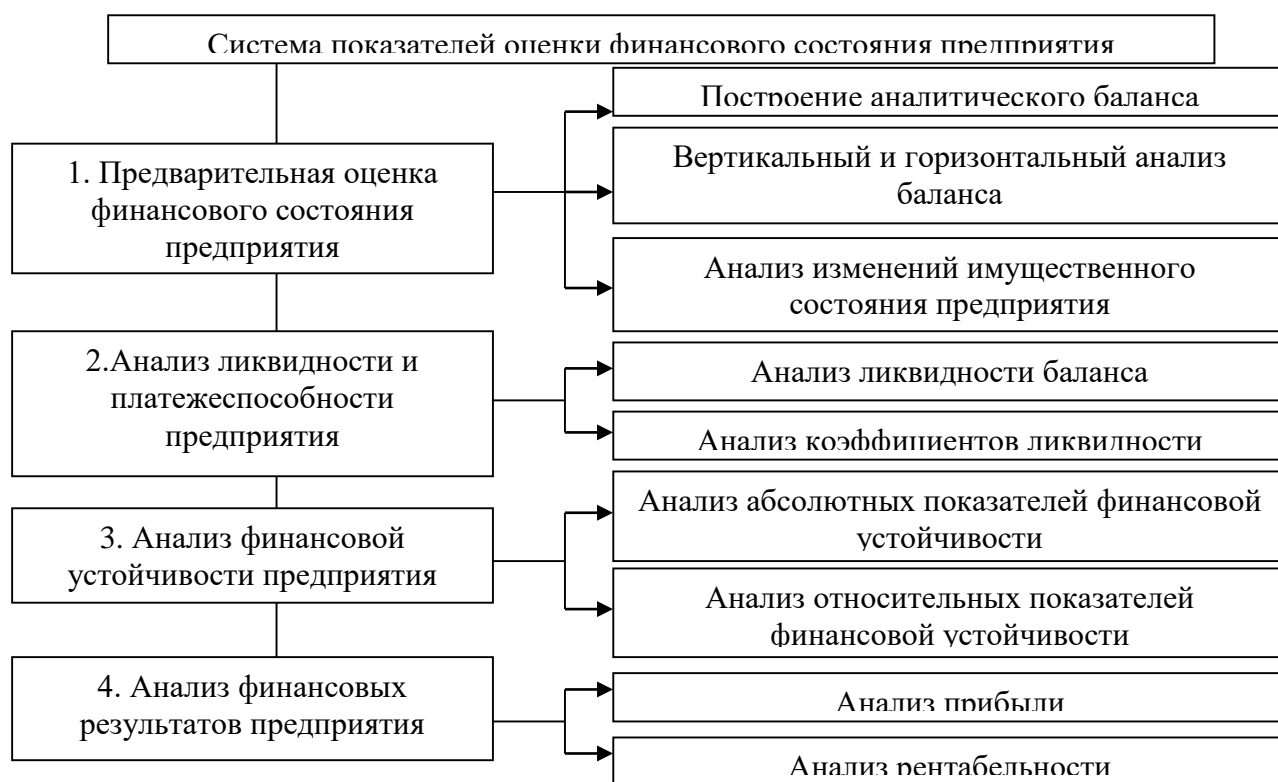 Система показателей оценки финансового состояния предприятия
Построение аналитического баланса
Вертикальный и горизонтальный анализ
баланса
1. Предварительная оценка
финансового состояния
предприятия
Анализ изменений имущественного
состояния предприятия
2.Анализ ликвидности и
платежеспособности
предприятия
Анализ ликвидности баланса
Анализ коэффициентов ликвидности
3. Анализ финансовой
устойчивости предприятия
Анализ абсолютных показателей финансовой
устойчивости
Анализ относительных показателей
финансовой устойчивости
4. Анализ финансовых
результатов предприятия
Анализ прибыли
Анализ рентабельности